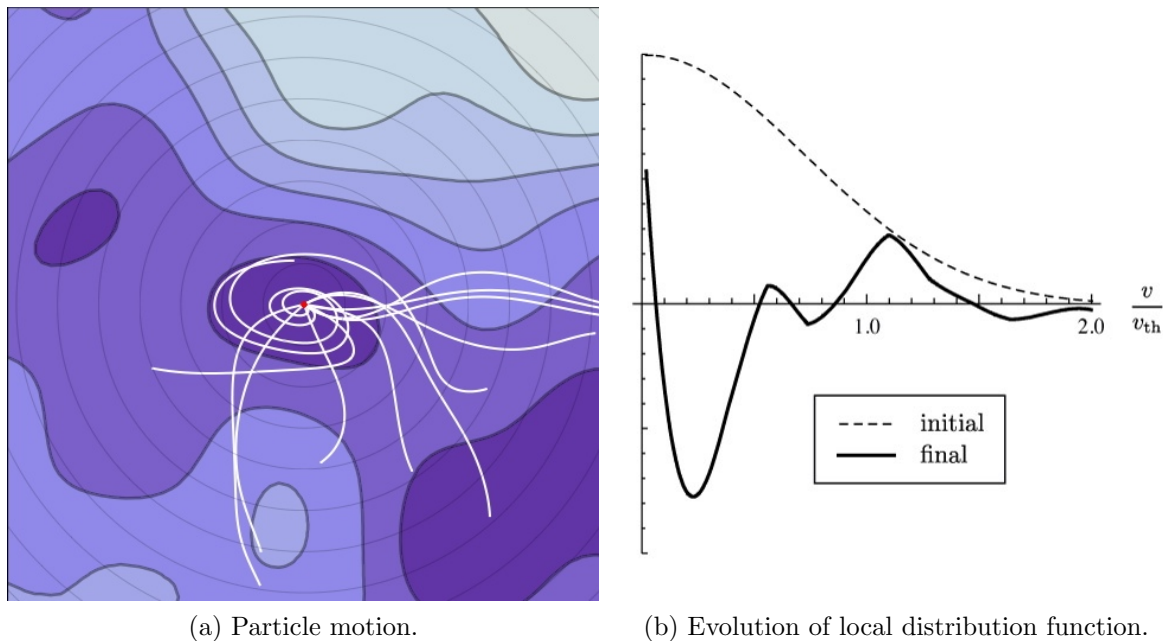 v
v_th
1.0
2.0
initial
final
(a) Particle motion.
(b) Evolution of local distribution function.